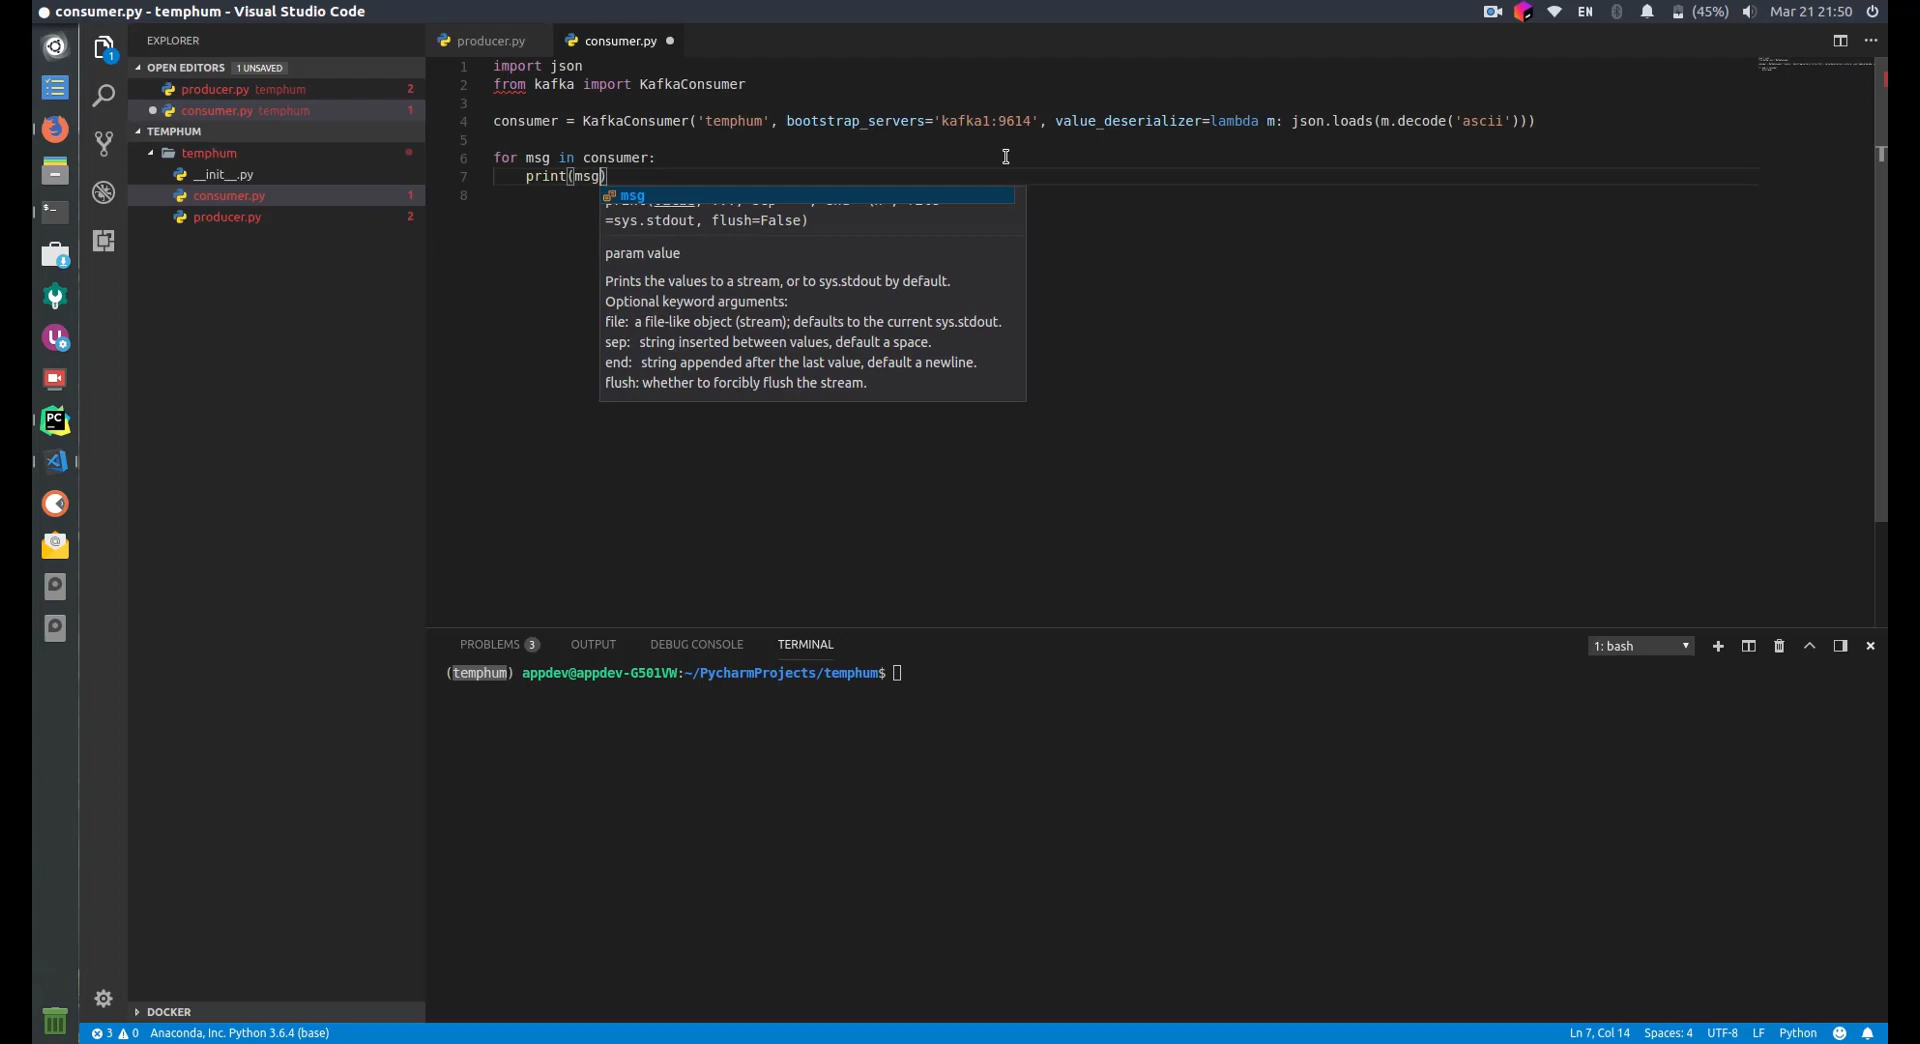 consumer.py - temphum - Visual Studio Code
EN (45%) Mar 21 21:50
EXPLORER
OPEN EDITORS 1 UNSAVED
producer.py temphum 2
consumer.py temphum 1
TEMPHUM
temphum
__init__.py
consumer.py 1
producer.py 2
DOCKER
1
producer.py
consumer.py
1 import json
2 from kafka import KafkaConsumer
3
4 consumer = KafkaConsumer('temphum', bootstrap_servers='kafka1:9614', value_deserializer=lambda m: json.loads(m.decode('ascii')))
5
6 for msg in consumer:
7 print(msg)
8
msg
=sys.stdout, flush=False)
param value
Prints the values to a stream, or to sys.stdout by default.
Optional keyword arguments:
file: a file-like object (stream); defaults to the current sys.stdout.
sep: string inserted between values, default a space.
end: string appended after the last value, default a newline.
flush: whether to forcibly flush the stream.
PROBLEMS 3 OUTPUT DEBUG CONSOLE TERMINAL 1: bash
(temphum) appdev@appdev-G501VW:~/PycharmProjects/temphum$
PC
3 0 Anaconda, Inc. Python 3.6.4 (base) Ln 7, Col 14 Spaces: 4 UTF-8 LF Python